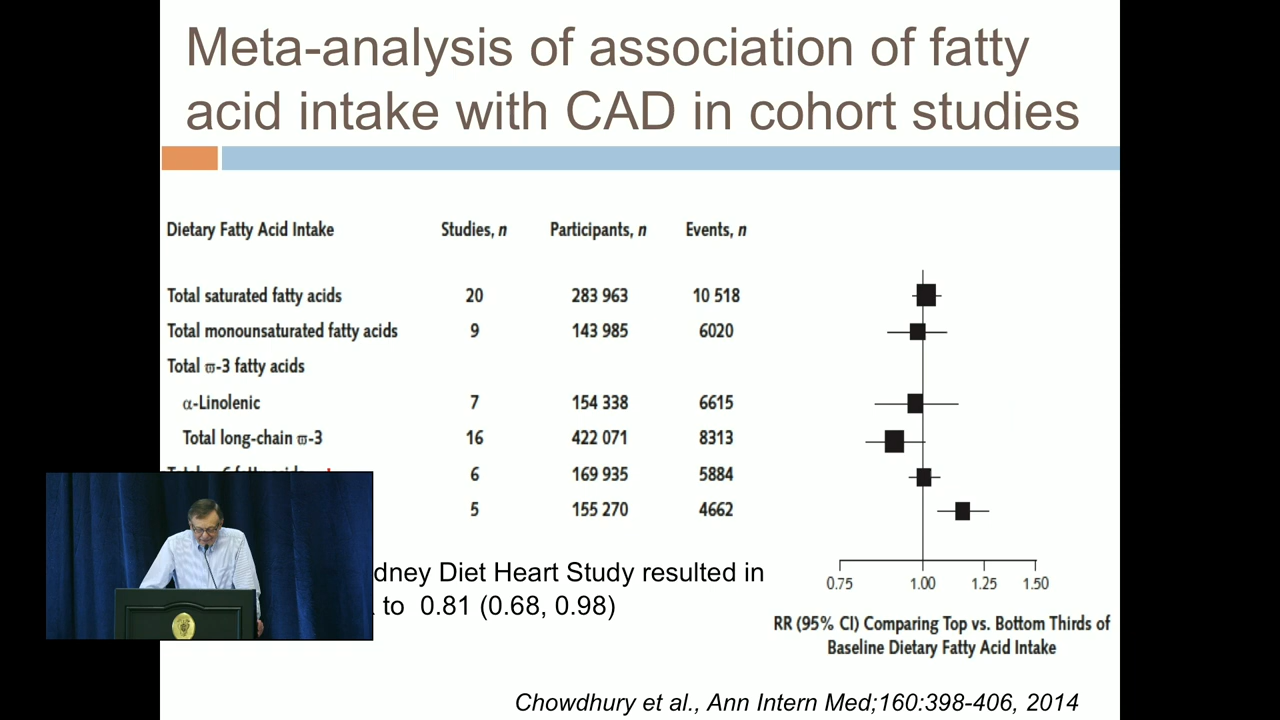 Meta-analysis of association of fatty
acid intake with CAD in cohort studies
Dietary Fatty Acid Intake Studies, n Participants, n Events, n
Total saturated fatty acids 20 283 963 10 518
Total monounsaturated fatty acids 9 143 985 6020
Total ϖ-3 fatty acids
α-Linolenic 7 154 338 6615
Total long-chain ϖ-3 16 422 071 8313
6 169 935 5884
5 155 270 4662
0.75 1.00 1.25 1.50
dney Diet Heart Study resulted in
to 0.81 (0.68, 0.98)
RR (95% CI) Comparing Top vs. Bottom Thirds of
Baseline Dietary Fatty Acid Intake
Chowdhury et al., Ann Intern Med;160:398-406, 2014